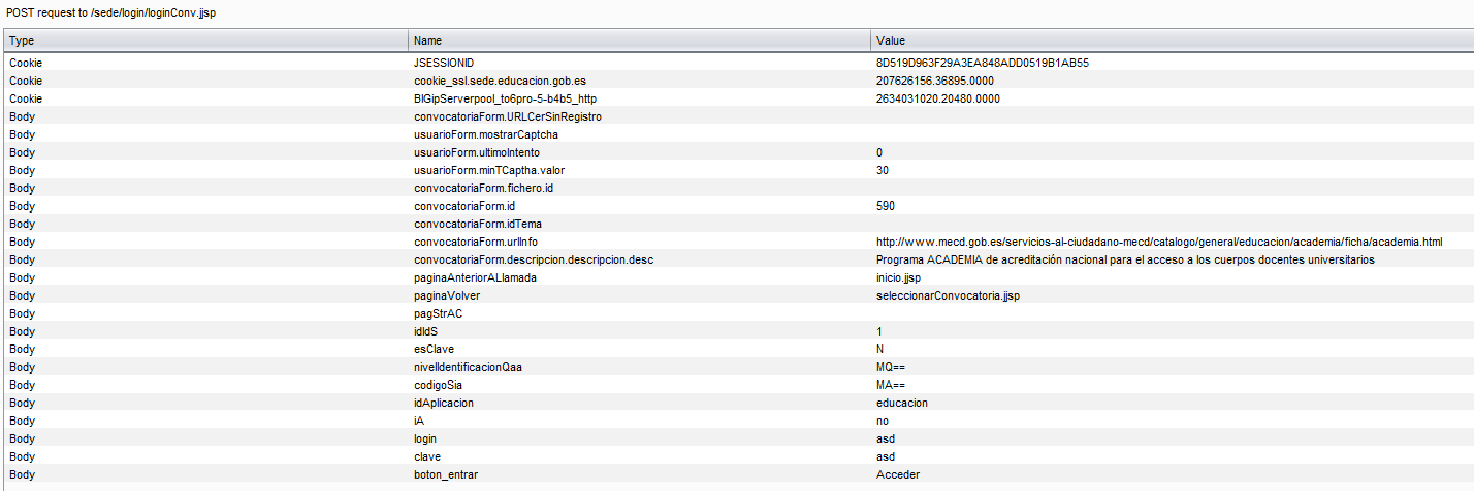 POST request to /sede/login/loginConv.jjsp
Type Name Value
Cookie JSESSIONID 8D519D963F29A3EA848ADD0519B1AB55
Cookie cookie_ssl.sede.educacion.gob.es 207626156.36895.0000
Cookie BIGipServerpool_to6pro-5-b4b5_http 2634031020.20480.0000
Body convocatoriaForm.URLCerSinRegistro
Body usuarioForm.mostrarCaptcha
Body usuarioForm.ultimoIntento 0
Body usuarioForm.minTCaptha.valor 30
Body convocatoriaForm.fichero.id
Body convocatoriaForm.id 590
Body convocatoriaForm.idTema
Body convocatoriaForm.urlInfo http://www.mecd.gob.es/servicios-al-ciudadano-mecd/catalogo/general/educacion/academia/ficha/academia.html
Body convocatoriaForm.descripcion.descripcion.desc Programa ACADEMIA de acreditación nacional para el acceso a los cuerpos docentes universitarios
Body paginaAnteriorALlamada inicio.jjsp
Body paginaVolver seleccionarConvocatoria.jjsp
Body pagStrAC
Body idIdS 1
Body esClave N
Body nivelIdentificacionQaa MQ==
Body codigoSia MA==
Body idAplicacion educacion
Body iA no
Body login asd
Body clave asd
Body boton_entrar Acceder